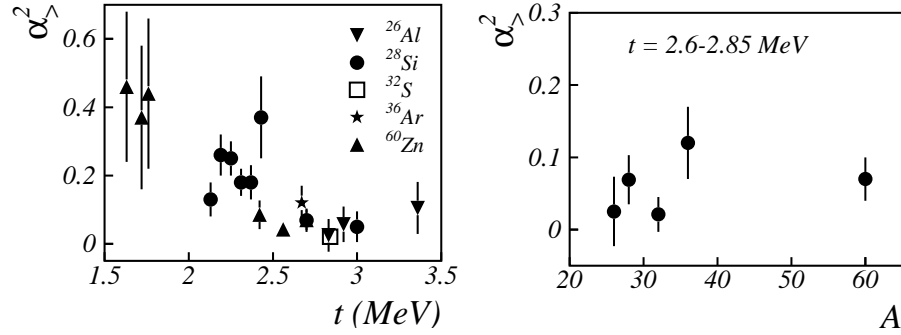 α²>
0.6
0.4
0.2
0
1.5
2
2.5
3
3.5
t (MeV)
²⁶Al
²⁸Si
³²S
³⁶Ar
⁶⁰Zn
α²>
0.3
0.2
0.1
0
20
30
40
50
60
A
t = 2.6-2.85 MeV